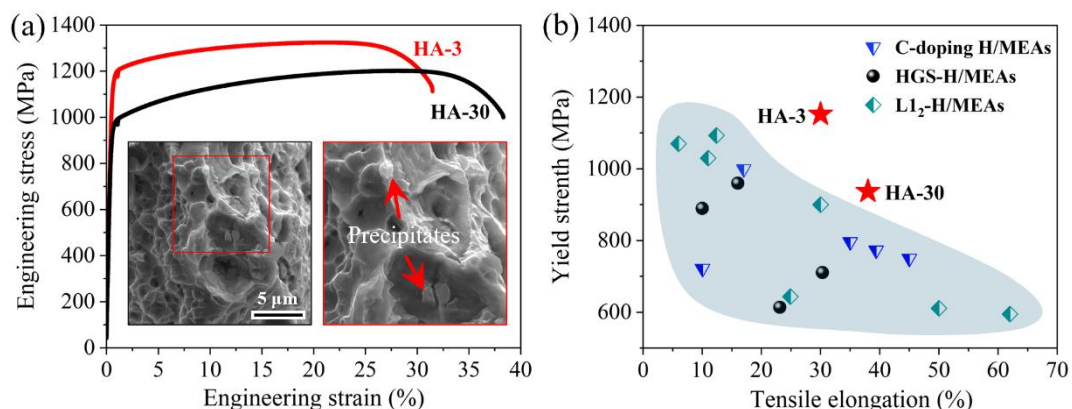 (a)
1400
1200
1000
800
600
400
200
0
Engineering stress (MPa)
HA-3
HA-30
Precipitates
5 µm
0 5 10 15 20 25 30 35 40
Engineering strain (%)
(b)
1400
1200
1000
800
600
Yield strenth (MPa)
C-doping H/MEAs
HGS-H/MEAs
L1₂-H/MEAs
HA-3
HA-30
0 10 20 30 40 50 60 70
Tensile elongation (%)